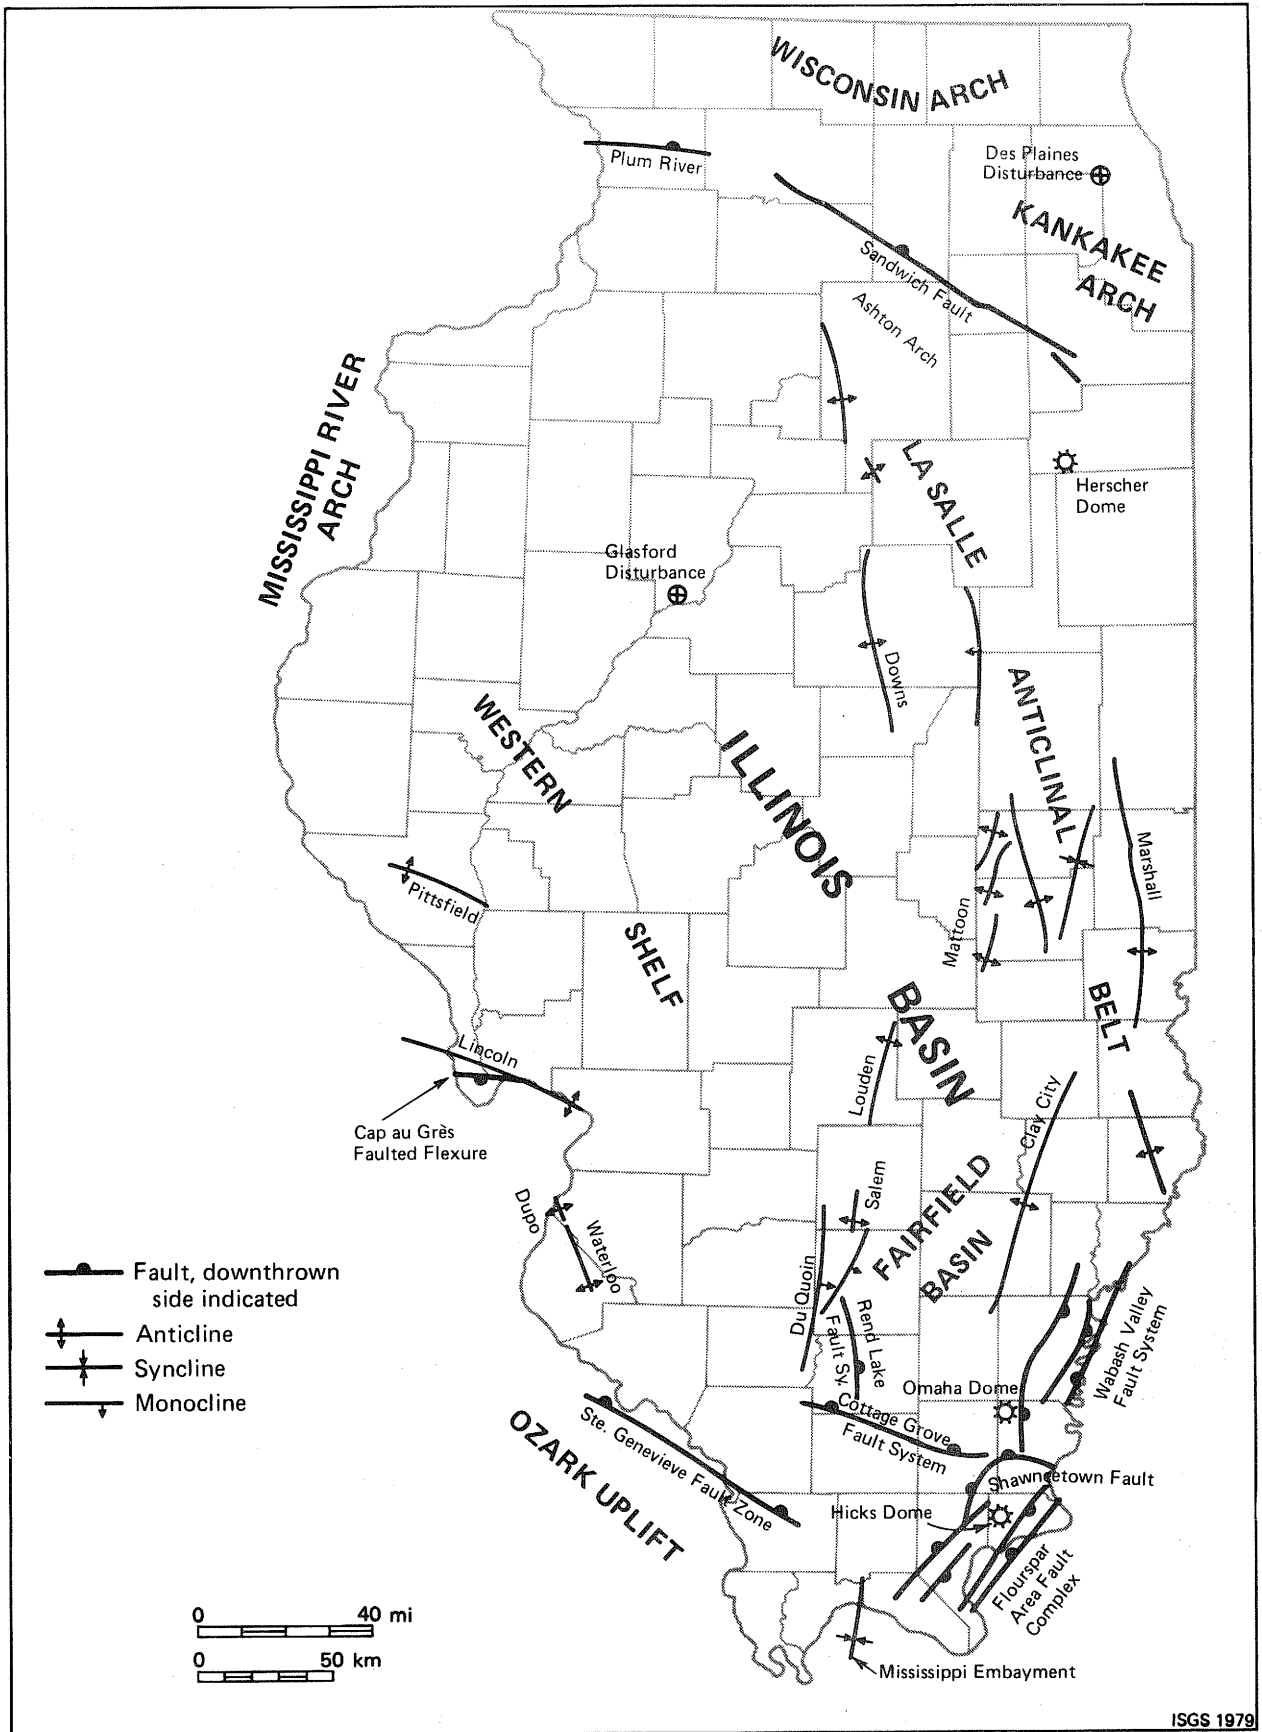 WISCONSIN ARCH
Plum River
Des Plaines
Disturbance
KANKAKEE
ARCH
Sandwich Fault
Ashton Arch
MISSISSIPPI RIVER
ARCH
LA SALLE
Herscher
Dome
Glasford
Disturbance
Downs
ANTICLINAL
WESTERN
ILLINOIS
Marshall
Pittsfield
Mattoon
SHELF
BASIN
BELT
Lincoln
Louden
Clay City
Cap au Grès
Faulted Flexure
Salem
FAIRFIELD
BASIN
Dupo
Waterloo
Du Quoin
Rend Lake
Fault Sy.
Wabash Valley
Fault System
Fault, downthrown
side indicated
Anticline
Syncline
Monocline
Omaha Dome
Cottage Grove
Fault System
Ste. Genevieve Fault Zone
OZARK UPLIFT
Shawneetown Fault
Hicks Dome
Flourspar
Area Fault
Complex
0 40 mi
0 50 km
Mississippi Embayment
ISGS 1979